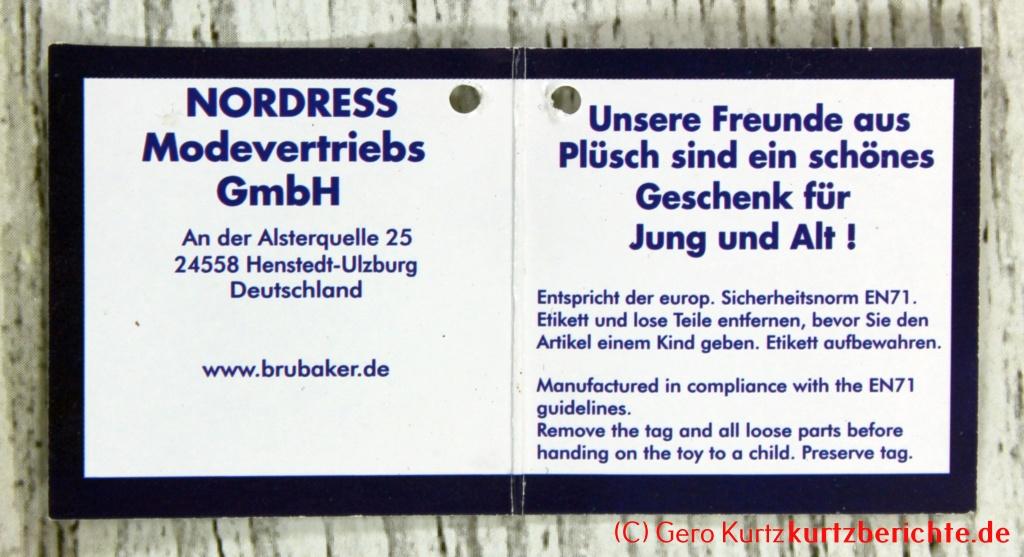 NORDRESS
Modevertriebs
GmbH
An der Alsterquelle 25
24558 Henstedt-Ulzburg
Deutschland
www.brubaker.de
Unsere Freunde aus
Plüsch sind ein schönes
Geschenk für
Jung und Alt !
Entspricht der europ. Sicherheitsnorm EN71.
Etikett und lose Teile entfernen, bevor Sie den
Artikel einem Kind geben. Etikett aufbewahren.
Manufactured in compliance with the EN71
guidelines.
Remove the tag and all loose parts before
handing on the toy to a child. Preserve tag.
(C) Gero Kurtzkurtzberichte.de